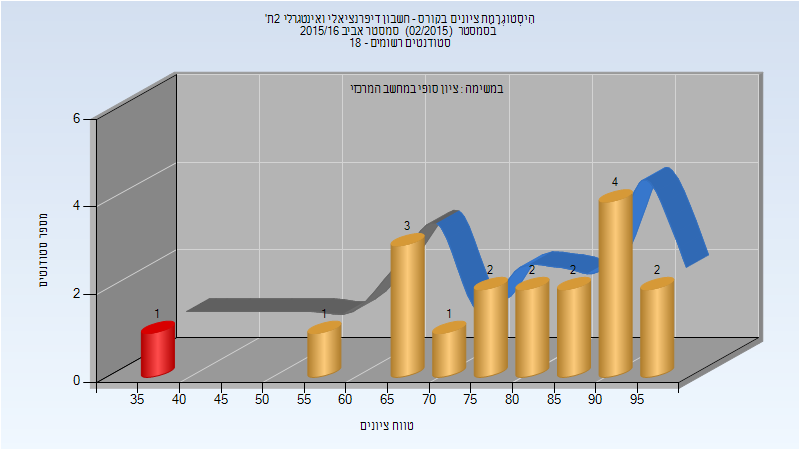 הִיסְטוֹגְרָמַת ציונים בקורס - חשבון דיפרנציאלי ואינטגרלי 2ת'
בסמסטר (02/2015) סמסטר אביב 2015/16
סטודנטים רשומים - 18
במשימה : ציון סופי במחשב המרכזי
מספר סטודנטים
6
4
2
0
1
1
3
1
2
2
2
4
2
35 40 45 50 55 60 65 70 75 80 85 90 95
טווח ציונים